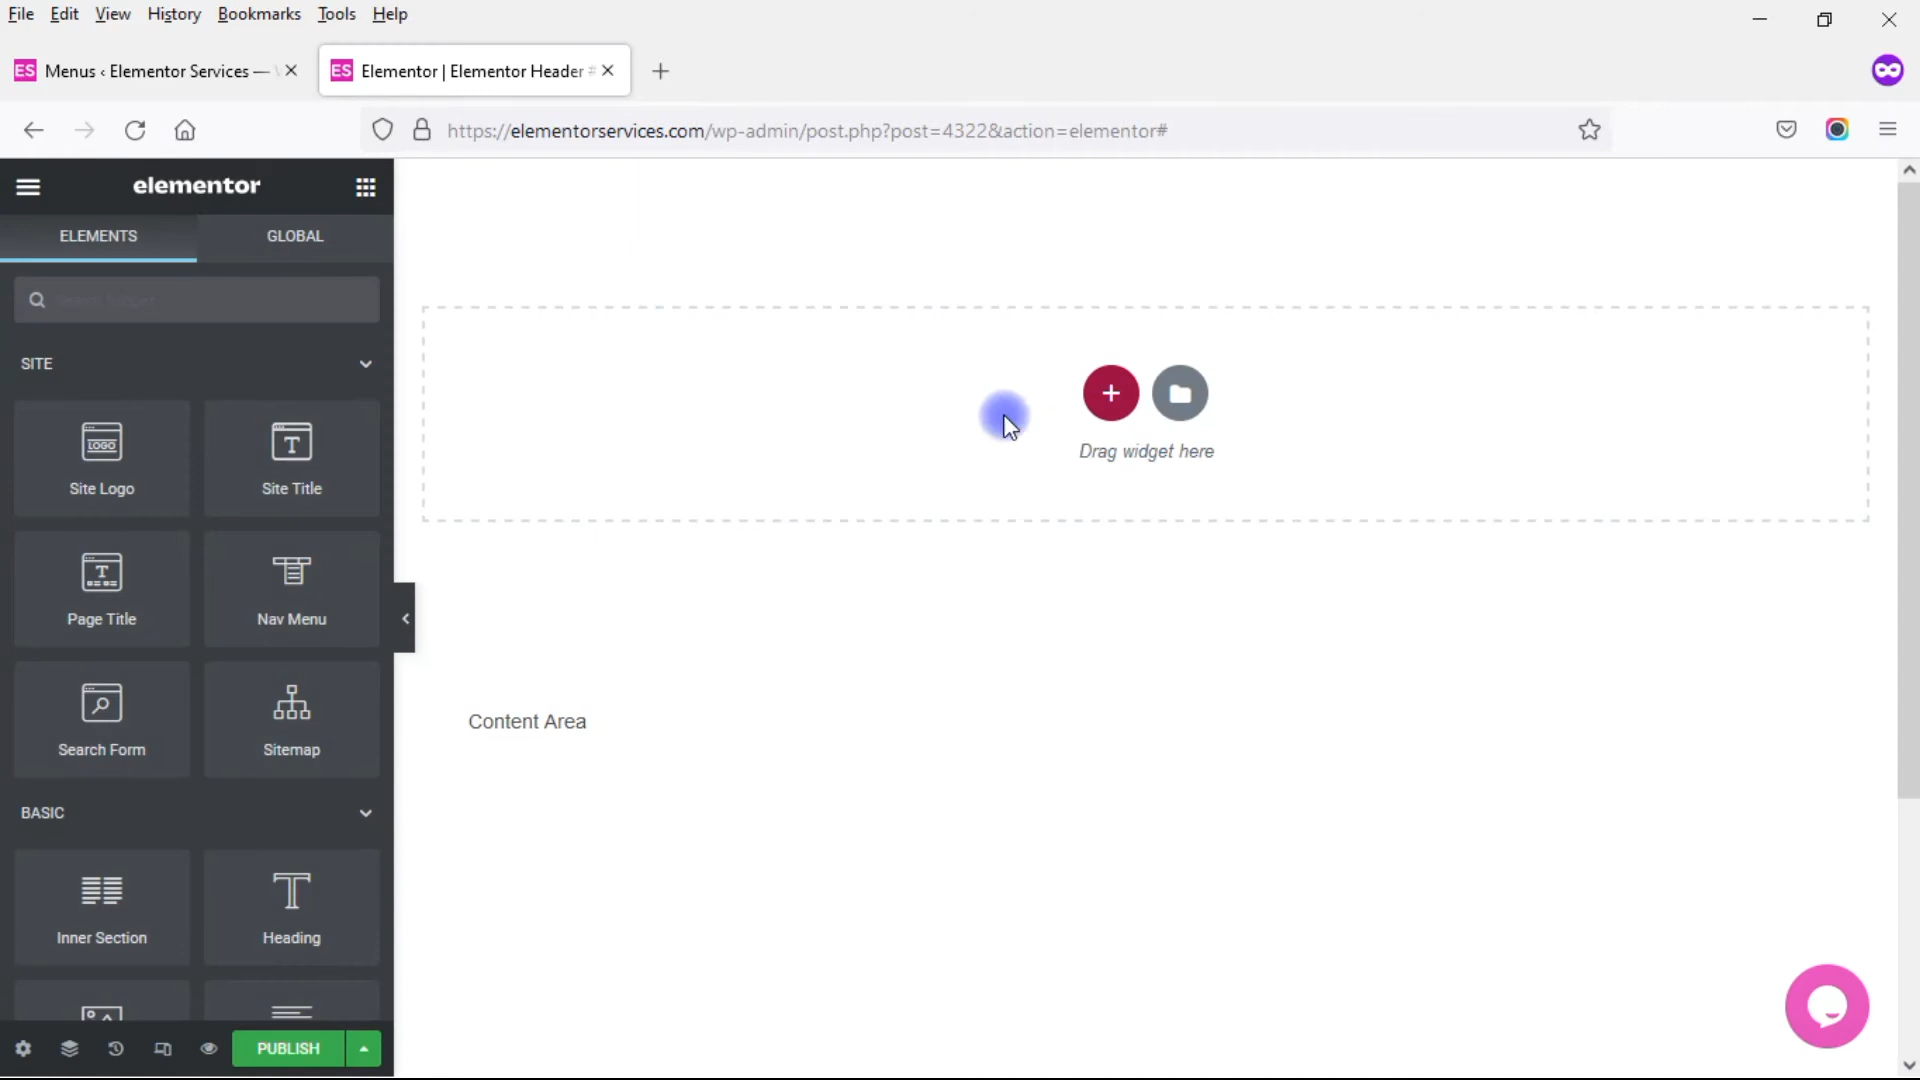 File Edit View History Bookmarks Tools Help
ES Menus ‹ Elementor Services —
ES Elementor | Elementor Header #
https://elementorservices.com/wp-admin/post.php?post=4322&action=elementor#
elementor
ELEMENTS GLOBAL
SITE
LOGO
Site Logo
T
Site Title
T
Page Title
Nav Menu
Search Form
Sitemap
BASIC
Inner Section
T
Heading
PUBLISH
Drag widget here
Content Area